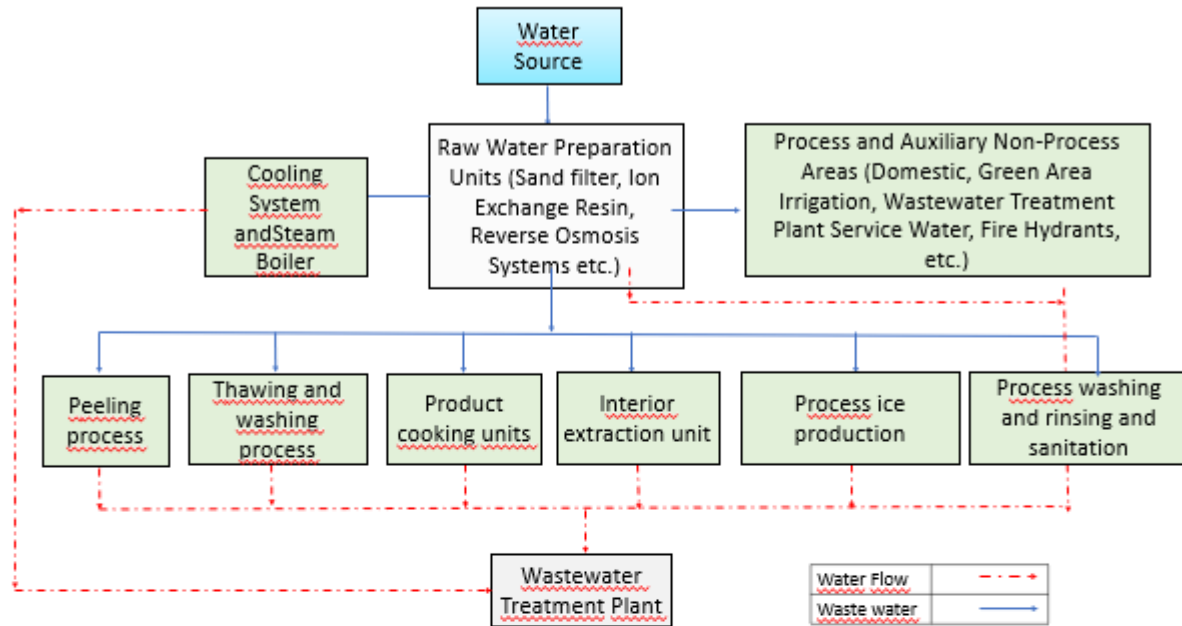 Water
Source
Raw Water Preparation
Units (Sand filter, Ion
Exchange Resin,
Reverse Osmosis
Systems etc.)
Process and Auxiliary Non-Process
Areas (Domestic, Green Area
Irrigation, Wastewater Treatment
Plant Service Water, Fire Hydrants,
etc.)
Cooling
System
andSteam
Boiler
Peeling
process
Thawing and
washing
process
Product
cooking units
Interior
extraction unit
Process ice
production
Process washing
and rinsing and
sanitation
Wastewater
Treatment Plant
Water Flow
Waste water